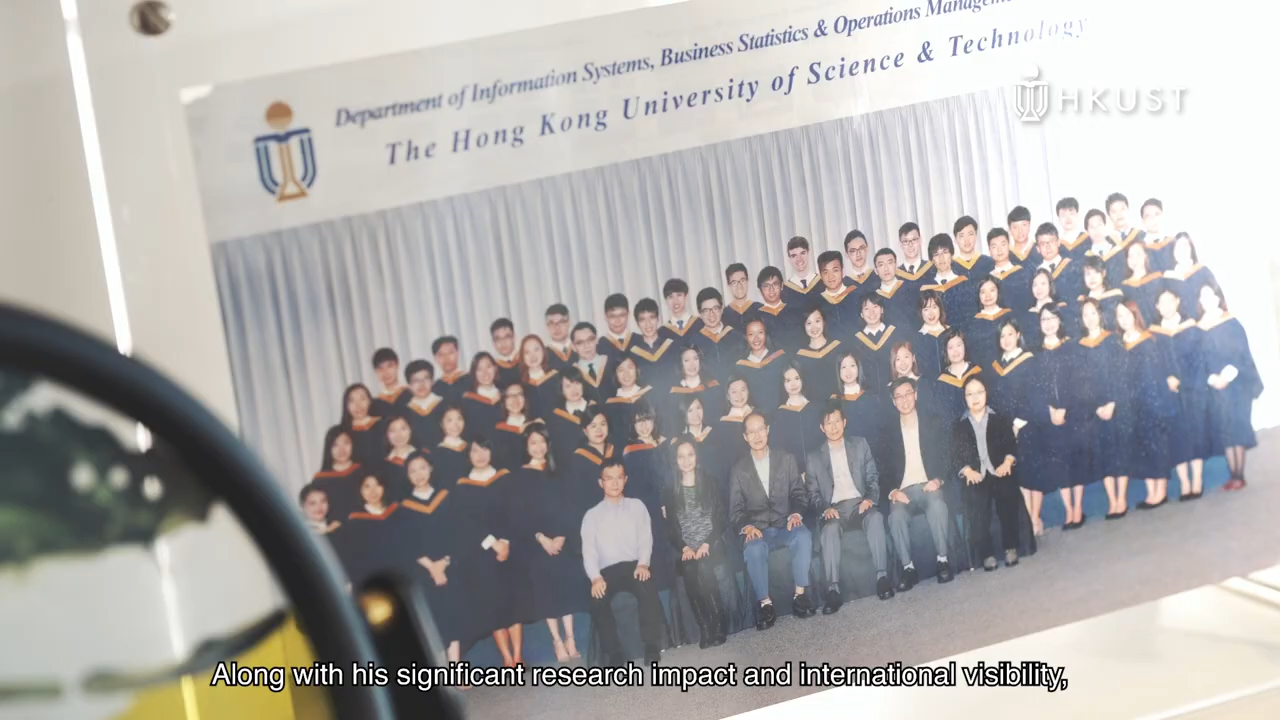 Department of Information Systems, Business Statistics & Operations
The Hong Kong University of Science & Technology
HKUST
Along with his significant research impact and international visibility,